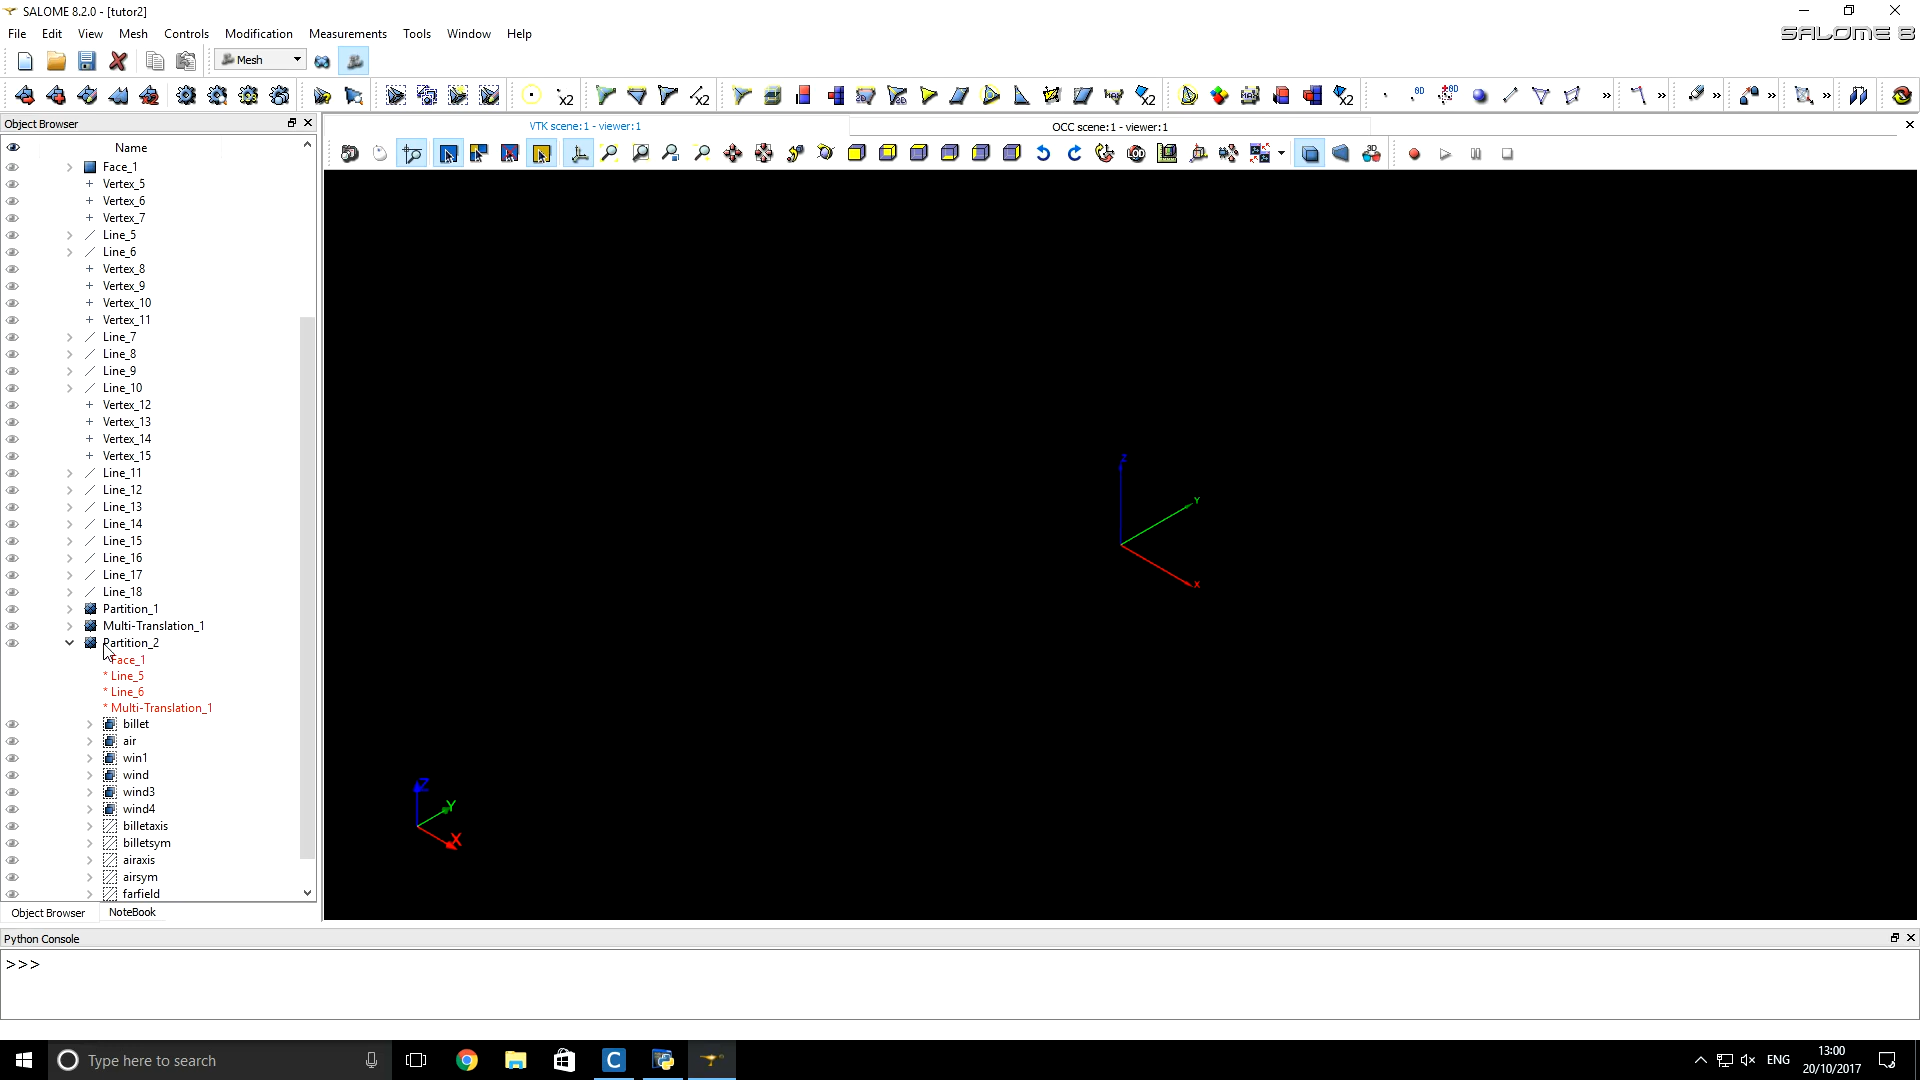 SALOME 8.2.0 - [tutor2]
File Edit View Mesh Controls Modification Measurements Tools Window Help
SALOME 8
Mesh
Object Browser
VTK scene:1 - viewer:1
OCC scene:1 - viewer:1
Name
Face_1
Vertex_5
Vertex_6
Vertex_7
Line_5
Line_6
Vertex_8
Vertex_9
Vertex_10
Vertex_11
Line_7
Line_8
Line_9
Line_10
Vertex_12
Vertex_13
Vertex_14
Vertex_15
Line_11
Line_12
Line_13
Line_14
Line_15
Line_16
Line_17
Line_18
Partition_1
Multi-Translation_1
Partition_2
Face_1
* Line_5
* Line_6
* Multi-Translation_1
billet
air
win1
wind
wind3
wind4
billetaxis
billetsym
airaxis
airsym
farfield
Z
Y
X
Z
Y
X
Object Browser NoteBook
Python Console
>>>
Type here to search
ENG
13:00
20/10/2017